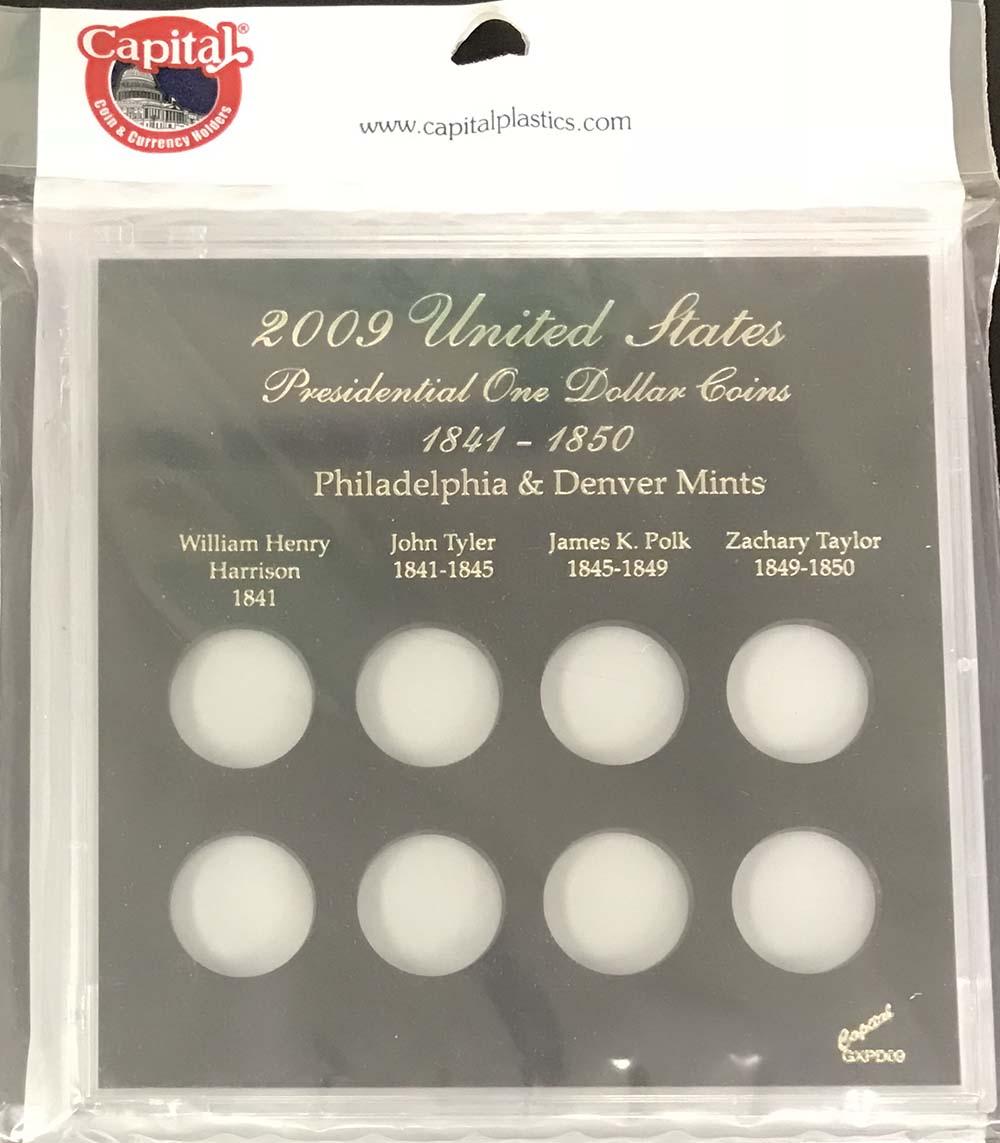 Capital®
Coin & Currency Holders
www.capitalplastics.com
2009 United States
Presidential One Dollar Coins
1841 - 1850
Philadelphia & Denver Mints
William Henry
Harrison
1841
John Tyler
1841-1845
James K. Polk
1845-1849
Zachary Taylor
1849-1850
Capital
GXPD09